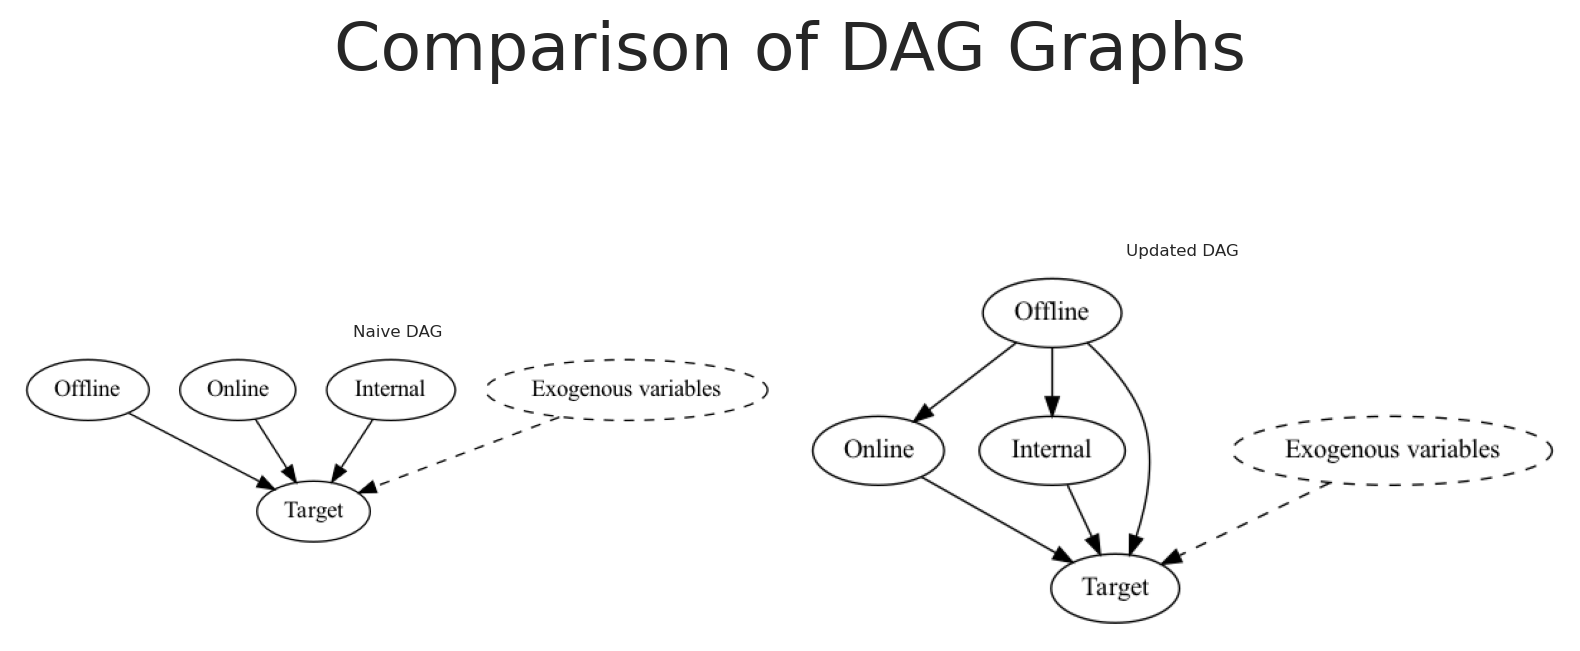 Comparison of DAG Graphs
Naive DAG
Offline
Online
Internal
Exogenous variables
Target
Updated DAG
Offline
Online
Internal
Exogenous variables
Target